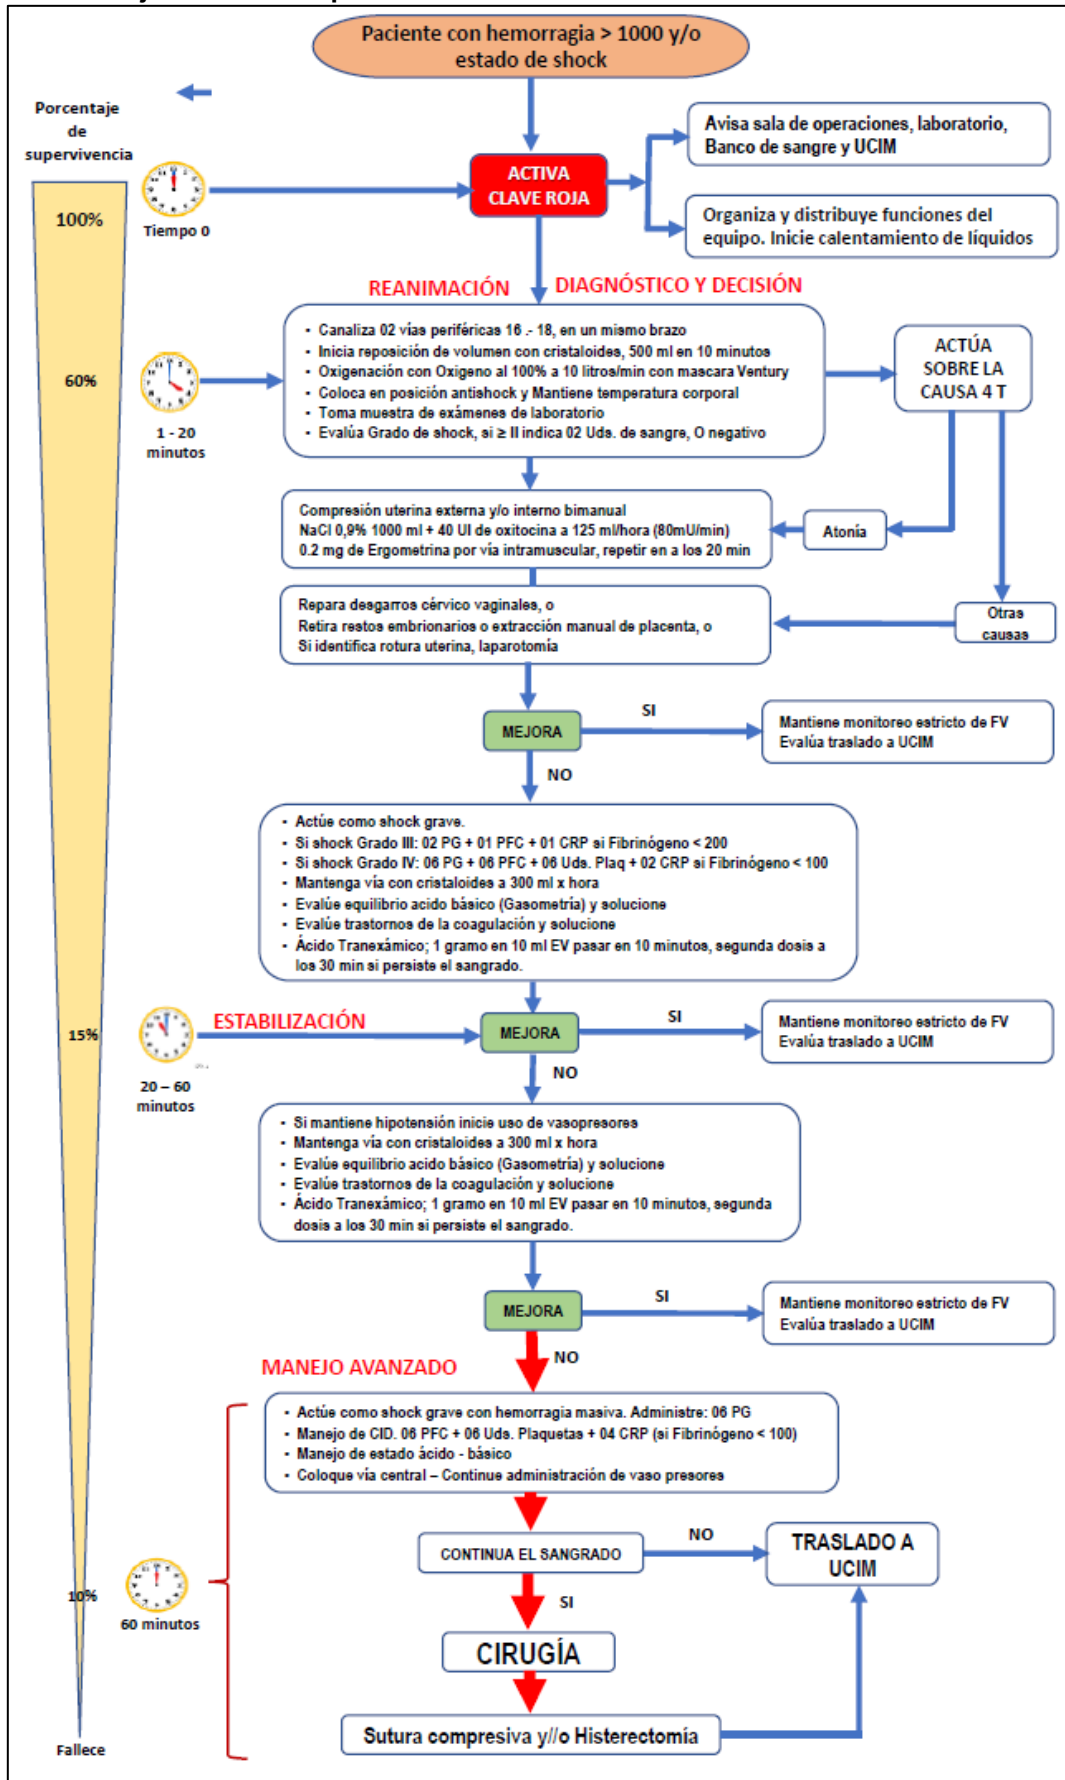 Paciente con hemorragia > 1000 y/o
estado de shock
Porcentaje
de
supervivencia
100%
Tiempo 0
ACTIVA
CLAVE ROJA
Avisa sala de operaciones, laboratorio,
Banco de sangre y UCIM
Organiza y distribuye funciones del
equipo. Inicie calentamiento de líquidos
REANIMACIÓN
DIAGNÓSTICO Y DECISIÓN
60%
1 - 20
minutos
- Canaliza 02 vías periféricas 16 .- 18, en un mismo brazo
- Inicia reposición de volumen con cristaloides, 500 ml en 10 minutos
- Oxigenación con Oxigeno al 100% a 10 litros/min con mascara Ventury
- Coloca en posición antishock y Mantiene temperatura corporal
- Toma muestra de exámenes de laboratorio
- Evalúa Grado de shock, si ≥ II indica 02 Uds. de sangre, O negativo
ACTÚA
SOBRE LA
CAUSA 4 T
Compresión uterina externa y/o interno bimanual
NaCl 0,9% 1000 ml + 40 UI de oxitocina a 125 ml/hora (80mU/min)
0.2 mg de Ergometrina por vía intramuscular, repetir en a los 20 min
Atonía
Repara desgarros cérvico vaginales, o
Retira restos embrionarios o extracción manual de placenta, o
Si identifica rotura uterina, laparotomía
Otras
causas
MEJORA
SI
Mantiene monitoreo estricto de FV
Evalúa traslado a UCIM
NO
- Actúe como shock grave.
- Si shock Grado III: 02 PG + 01 PFC + 01 CRP si Fibrinógeno < 200
- Si shock Grado IV: 06 PG + 06 PFC + 06 Uds. Plaq + 02 CRP si Fibrinógeno < 100
- Mantenga vía con cristaloides a 300 ml x hora
- Evalúe equilibrio acido básico (Gasometría) y solucione
- Evalúe trastornos de la coagulación y solucione
- Ácido Tranexámico; 1 gramo en 10 ml EV pasar en 10 minutos, segunda dosis a
los 30 min si persiste el sangrado.
15%
20 – 60
minutos
ESTABILIZACIÓN
MEJORA
SI
Mantiene monitoreo estricto de FV
Evalúa traslado a UCIM
NO
- Si mantiene hipotensión inicie uso de vasopresores
- Mantenga vía con cristaloides a 300 ml x hora
- Evalúe equilibrio acido básico (Gasometría) y solucione
- Evalúe trastornos de la coagulación y solucione
- Ácido Tranexámico; 1 gramo en 10 ml EV pasar en 10 minutos, segunda
dosis a los 30 min si persiste el sangrado.
MEJORA
SI
Mantiene monitoreo estricto de FV
Evalúa traslado a UCIM
NO
MANEJO AVANZADO
- Actúe como shock grave con hemorragia masiva. Administre: 06 PG
- Manejo de CID. 06 PFC + 06 Uds. Plaquetas + 04 CRP (si Fibrinógeno < 100)
- Manejo de estado ácido - básico
- Coloque vía central – Continue administración de vaso presores
CONTINUA EL SANGRADO
NO
TRASLADO A
UCIM
10%
60 minutos
SI
CIRUGÍA
Sutura compresiva y//o Histerectomía
Fallece